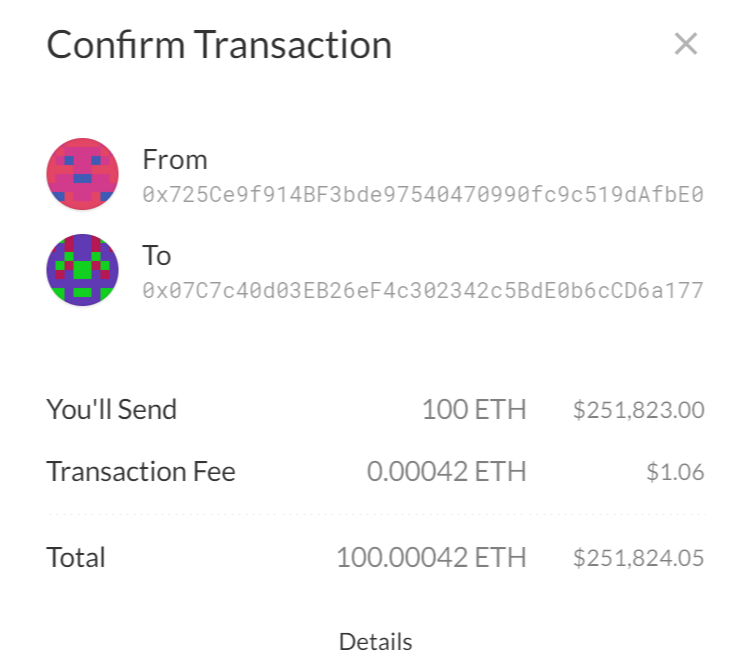 Confirm Transaction
From
0x725Ce9f914BF3bde97540470990fc9c519dAfbE0
To
0x07C7c40d03EB26eF4c302342c5BdE0b6cCD6a177
You'll Send 100 ETH $251,823.00
Transaction Fee 0.00042 ETH $1.06
Total 100.00042 ETH $251,824.05
Details